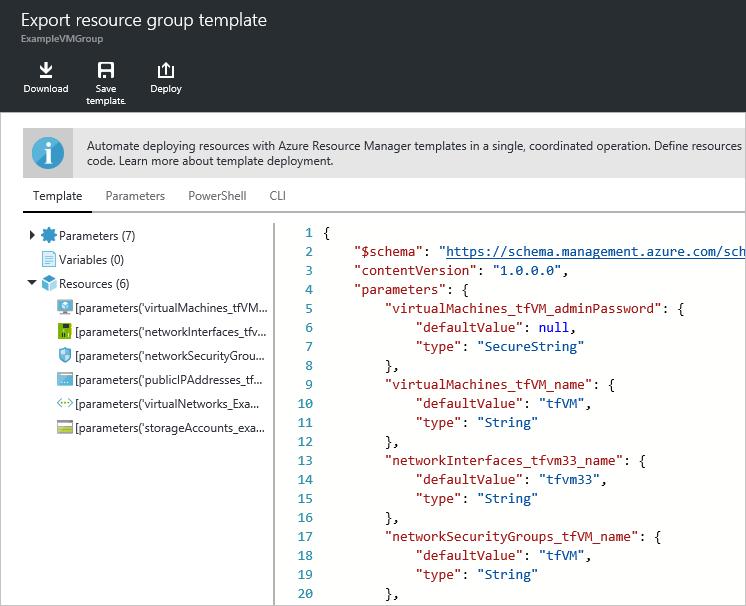 Export resource group template
ExampleVMGroup
Download
Save
template
Deploy
Automate deploying resources with Azure Resource Manager templates in a single, coordinated operation. Define resources
code. Learn more about template deployment.
Template
Parameters
PowerShell
CLI
Parameters (7)
Variables (0)
Resources (6)
[parameters('virtualMachines_tfVM...
[parameters('networkInterfaces_tfv...
[parameters('networkSecurityGrou...
[parameters('publicIPAddresses_tf...
[parameters('virtualNetworks_Exa...
[parameters('storageAccounts_exa...
1 {
2 "$schema": "https://schema.management.azure.com/sch
3 "contentVersion": "1.0.0.0",
4 "parameters": {
5 "virtualMachines_tfVM_adminPassword": {
6 "defaultValue": null,
7 "type": "SecureString"
8 },
9 "virtualMachines_tfVM_name": {
10 "defaultValue": "tfVM",
11 "type": "String"
12 },
13 "networkInterfaces_tfvm33_name": {
14 "defaultValue": "tfvm33",
15 "type": "String"
16 },
17 "networkSecurityGroups_tfVM_name": {
18 "defaultValue": "tfVM",
19 "type": "String"
20 },